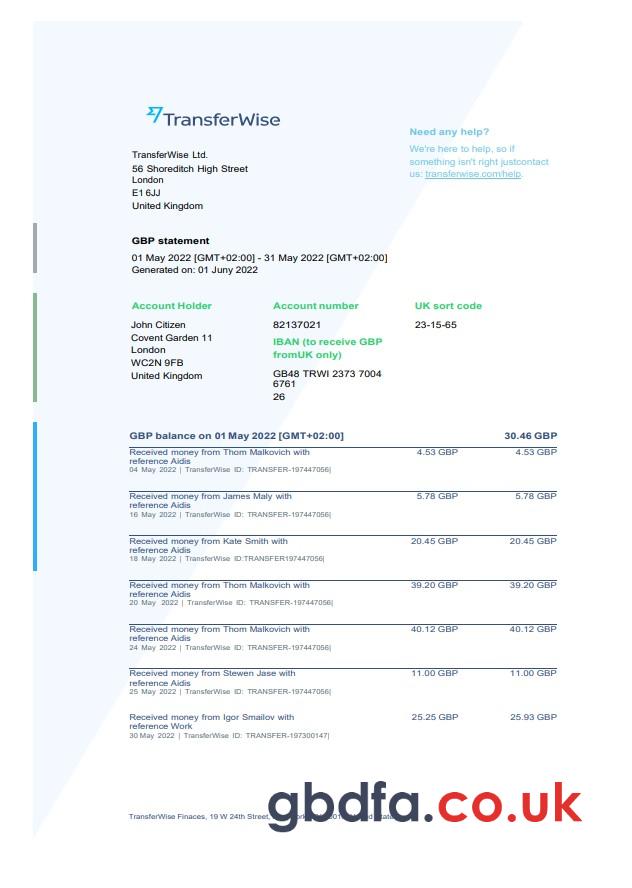 TransferWise
Need any help?
We're here to help, so if
something isn't right justcontact
us: transferwise.com/help.
TransferWise Ltd.
56 Shoreditch High Street
London
E1 6JJ
United Kingdom
GBP statement
01 May 2022 [GMT+02:00] - 31 May 2022 [GMT+02:00]
Generated on: 01 Juny 2022
Account Holder
John Citizen
Covent Garden 11
London
WC2N 9FB
United Kingdom
Account number
82137021
IBAN (to receive GBP
fromUK only)
GB48 TRWI 2373 7004
6761
26
UK sort code
23-15-65
GBP balance on 01 May 2022 [GMT+02:00] 30.46 GBP
Received money from Thom Malkovich with 4.53 GBP 4.53 GBP
reference Aidis
04 May 2022 | TransferWise ID: TRANSFER-197447056|
Received money from James Maly with 5.78 GBP 5.78 GBP
reference Aidis
16 May 2022 | TransferWise ID: TRANSFER-197447056|
Received money from Kate Smith with 20.45 GBP 20.45 GBP
reference Aidis
18 May 2022 | TransferWise ID:TRANSFER197447056|
Received money from Thom Malkovich with 39.20 GBP 39.20 GBP
reference Aidis
20 May 2022 | TransferWise ID: TRANSFER-197447056|
Received money from Thom Malkovich with 40.12 GBP 40.12 GBP
reference Aidis
24 May 2022 | TransferWise ID: TRANSFER-197447056|
Received money from Stewen Jase with 11.00 GBP 11.00 GBP
reference Aidis
25 May 2022 | TransferWise ID: TRANSFER-197447056|
Received money from Igor Smailov with 25.25 GBP 25.93 GBP
reference Work
30 May 2022 | TransferWise ID: TRANSFER-197300147|
TransferWise Finaces, 19 W 24th Street,
gbdfa.co.uk